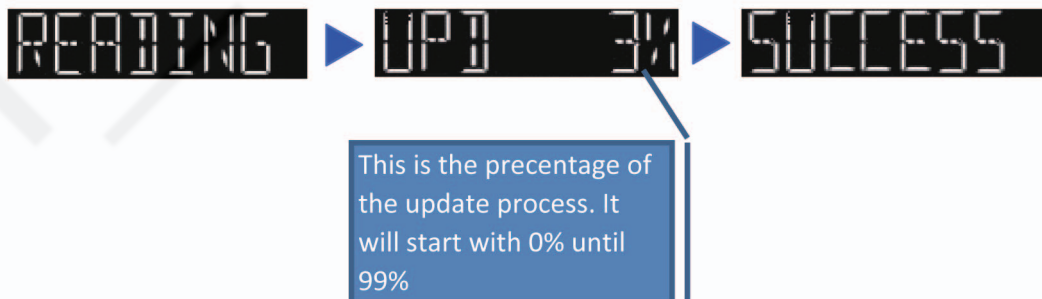 READING UPD 3% SUCCESS
This is the precentage of
the update process. It
will start with 0% until
99%